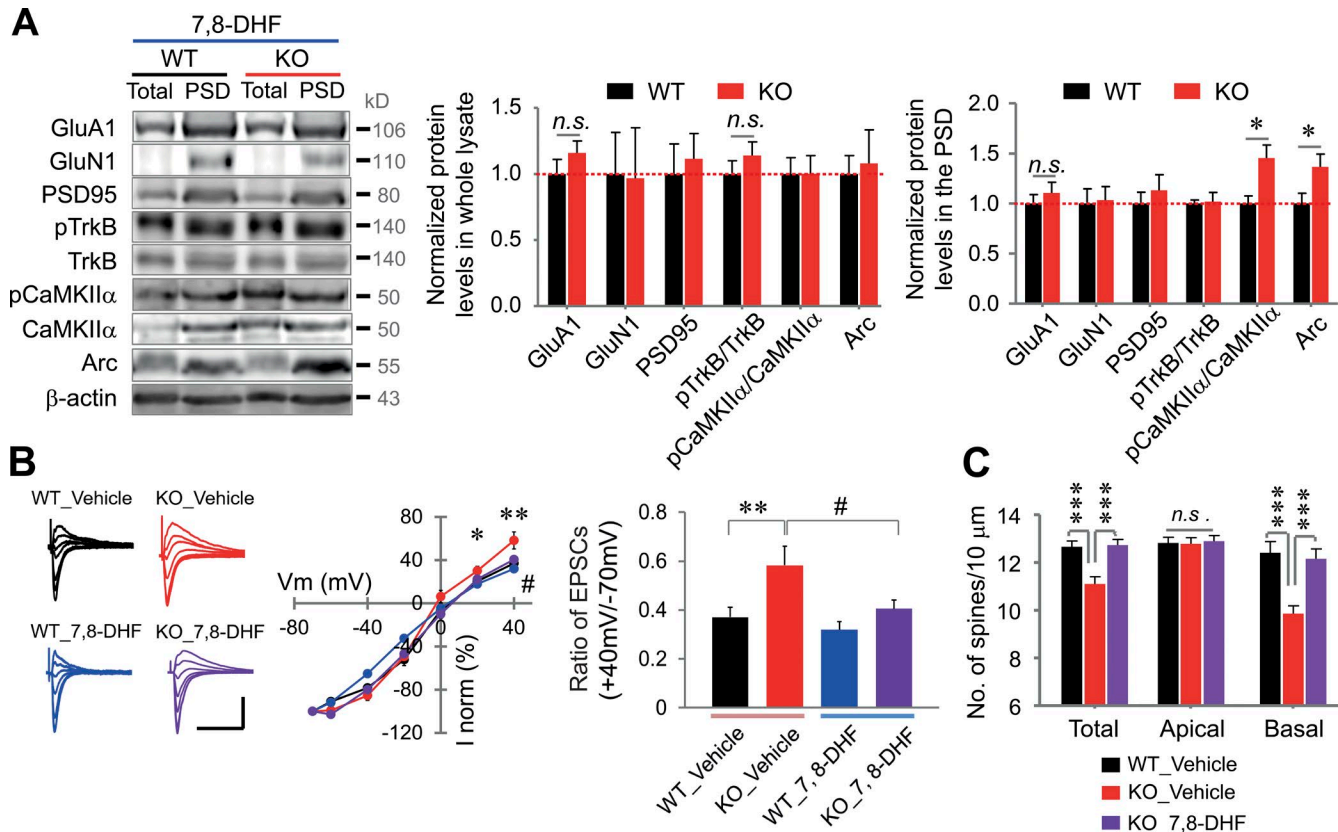 A
7,8-DHF
WT KO
Total PSD Total PSD
kD
GluA1 106
GluN1 110
PSD95 80
pTrkB 140
TrkB 140
pCaMKIIα 50
CaMKIIα 50
Arc 55
β-actin 43
WT KO
Normalized protein
levels in whole lysate
1.5
1.0
0.5
0.0
n.s.
n.s.
GluA1
GluN1
PSD95
pTrkB/TrkB
pCaMKIIα/CaMKIIα
Arc
WT KO
Normalized protein
levels in the PSD
2.0
1.5
1.0
0.5
0.0
n.s.
*
*
GluA1
GluN1
PSD95
pTrkB/TrkB
pCaMKIIα/CaMKIIα
Arc
B
WT_Vehicle KO_Vehicle
WT_7,8-DHF KO_7,8-DHF
Vm (mV)
-80 -40 0 40
80
40
-40
-80
-120
I norm (%)
*
**
#
Ratio of EPSCs
(+40mV/-70mV)
0.8
0.6
0.4
0.2
0
**
#
WT_Vehicle
KO_Vehicle
WT_7, 8-DHF
KO_7, 8-DHF
C
No. of spines/10 μm
14
12
10
8
6
***
***
n.s.
***
***
Total Apical Basal
WT_Vehicle
KO_Vehicle
KO_7,8-DHF